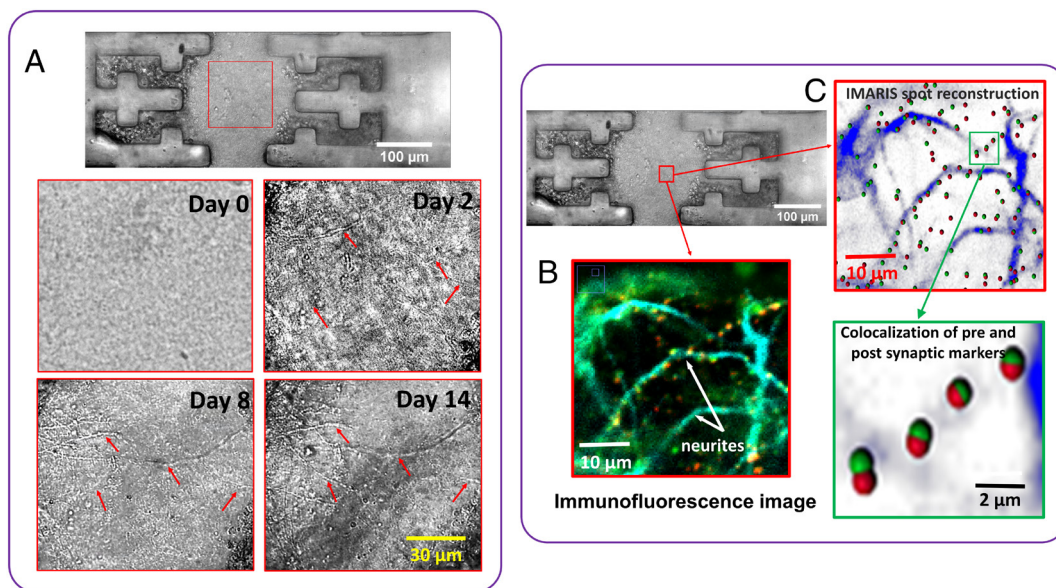 A
100 μm
Day 0
Day 2
Day 8
Day 14
30 μm
100 μm
B
10 μm
neurites
Immunofluorescence image
C
IMARIS spot reconstruction
10 μm
Colocalization of pre and
post synaptic markers
2 μm